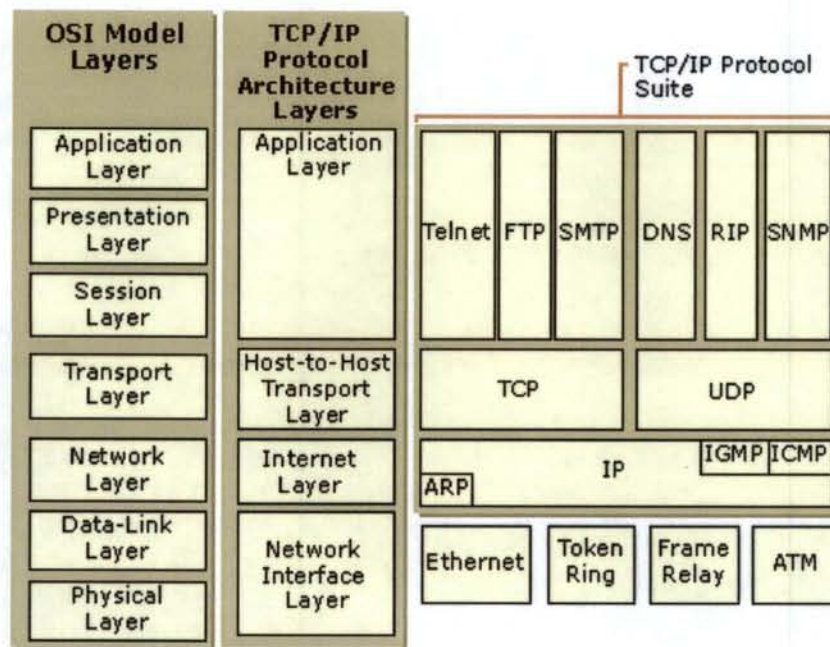 OSI Model
Layers
Application
Layer
Presentation
Layer
Session
Layer
Transport
Layer
Network
Layer
Data-Link
Layer
Physical
Layer
TCP/IP
Protocol
Architecture
Layers
Application
Layer
Host-to-Host
Transport
Layer
Internet
Layer
Network
Interface
Layer
TCP/IP Protocol
Suite
Telnet FTP SMTP DNS RIP SNMP
TCP UDP
IP IGMP ICMP
ARP
Ethernet
Token
Ring
Frame
Relay
ATM